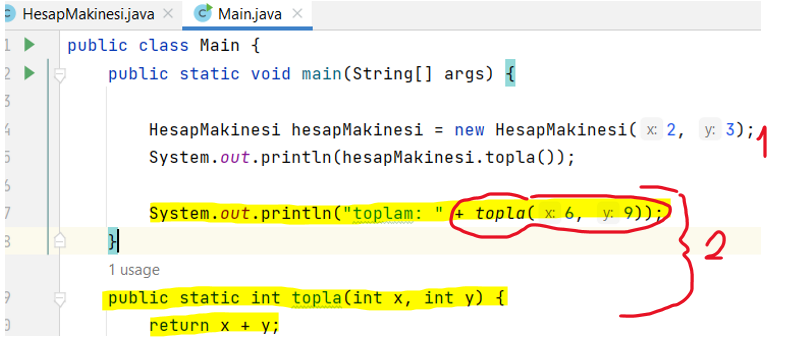 HesapMakinesi.java Main.java
1 public class Main {
2 public static void main(String[] args) {
3
4 HesapMakinesi hesapMakinesi = new HesapMakinesi( x: 2, y: 3); 1
5 System.out.println(hesapMakinesi.topla());
6
7 System.out.println("toplam: " + topla( x: 6, y: 9));
8 }
2
1 usage
9 public static int topla(int x, int y) {
0 return x + y;